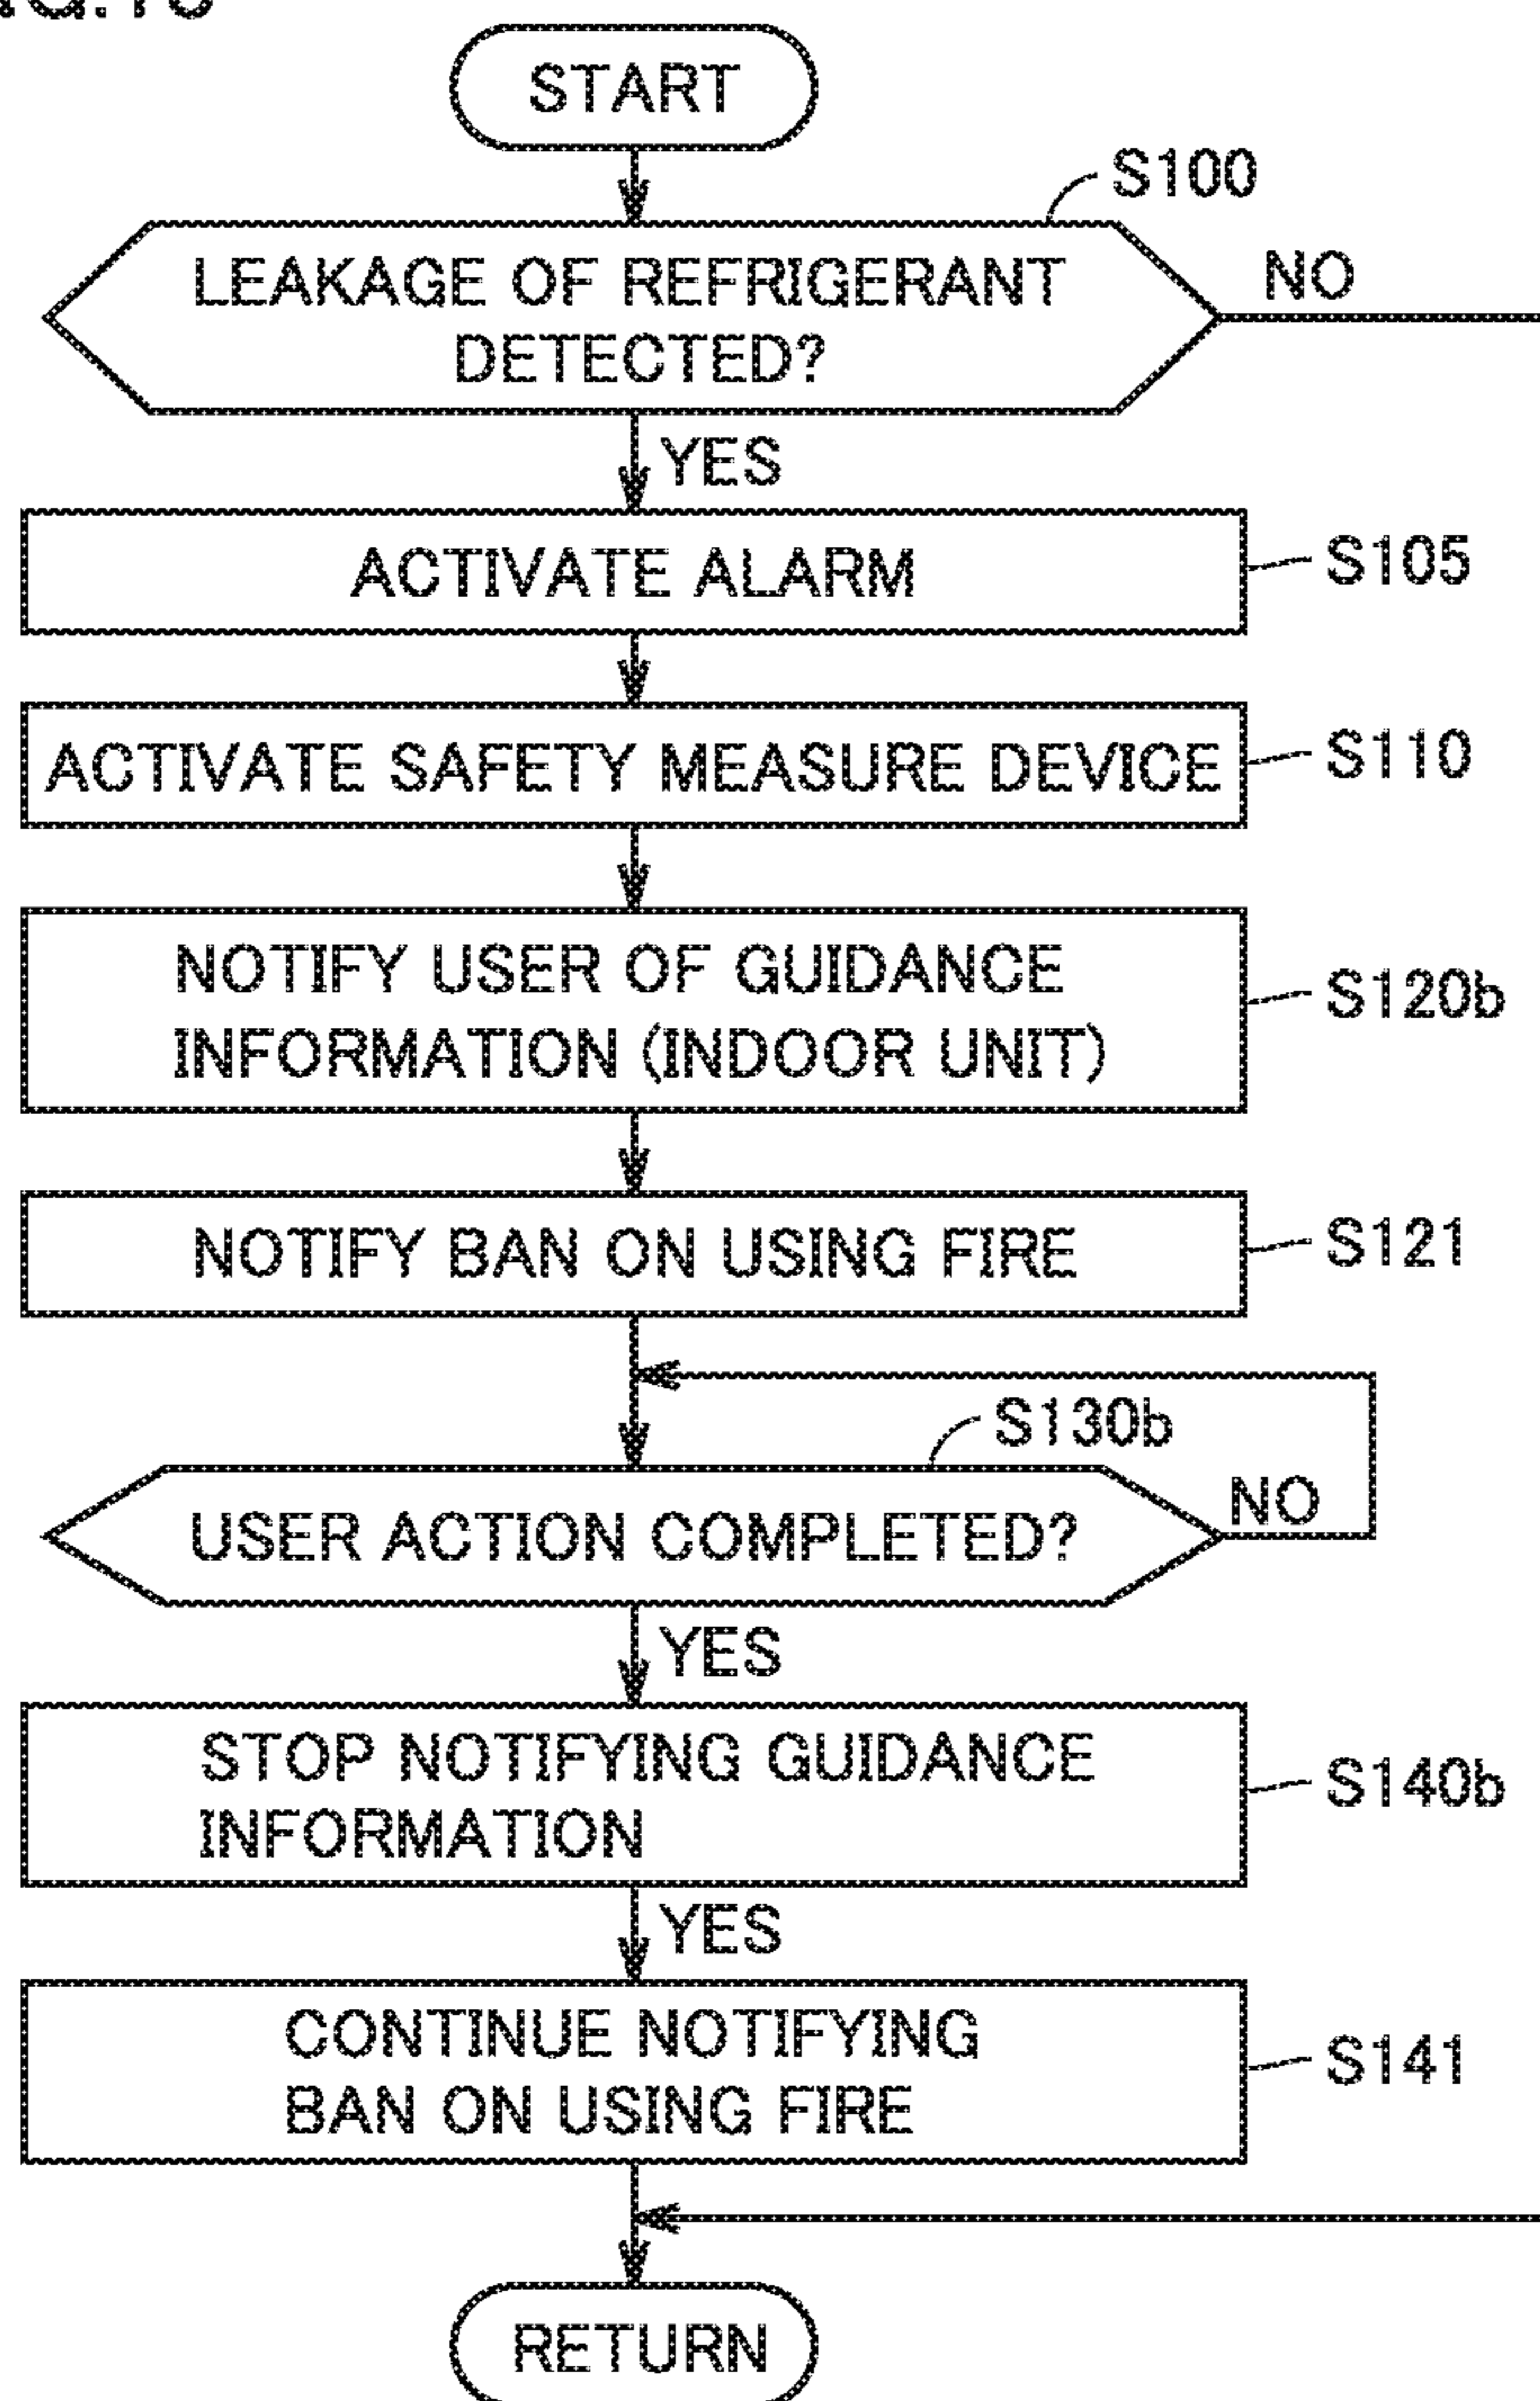 START
S100
LEAKAGE OF REFRIGERANT
DETECTED?
NO
YES
ACTIVATE ALARM
S105
ACTIVATE SAFETY MEASURE DEVICE
S110
NOTIFY USER OF GUIDANCE
INFORMATION (INDOOR UNIT)
S120b
NOTIFY BAN ON USING FIRE
S121
S130b
USER ACTION COMPLETED?
NO
YES
STOP NOTIFYING GUIDANCE
INFORMATION
S140b
YES
CONTINUE NOTIFYING
BAN ON USING FIRE
S141
RETURN